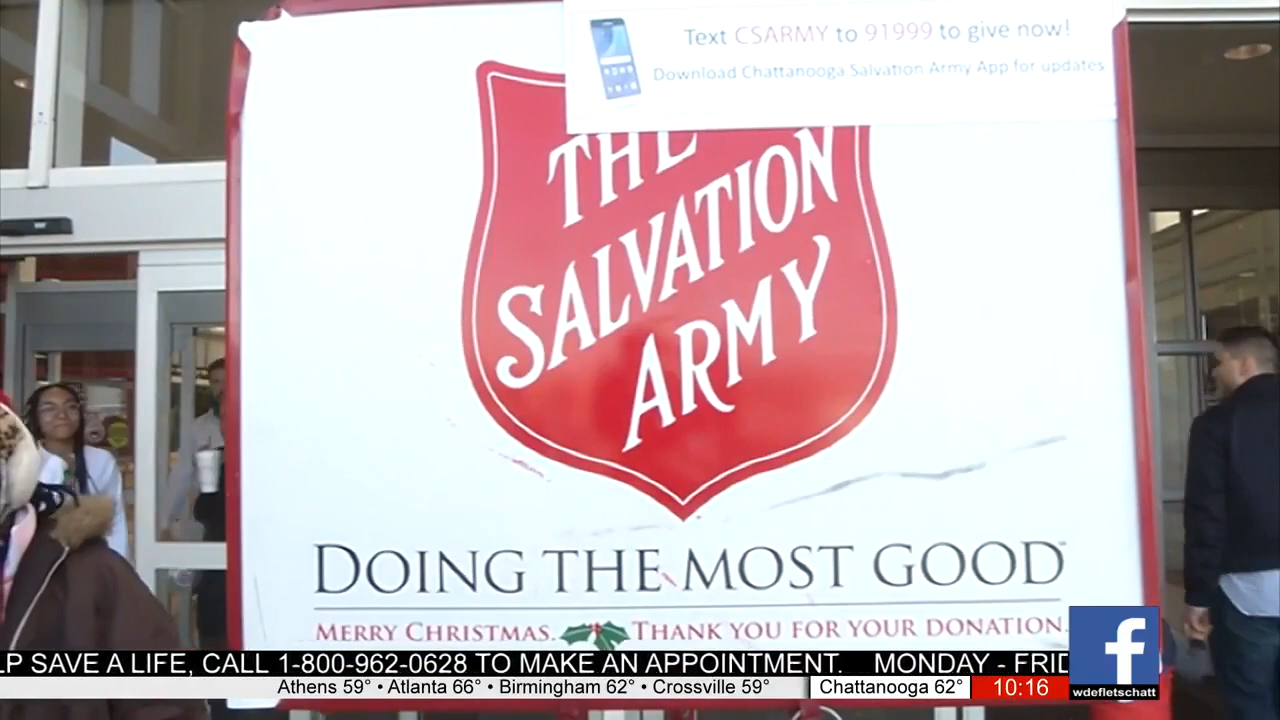 Text CSARMY to 91999 to give now!
Download Chattanooga Salvation Army App for updates
THE
SALVATION
ARMY
DOING THE MOST GOOD
MERRY CHRISTMAS. THANK YOU FOR YOUR DONATION.
LP SAVE A LIFE, CALL 1-800-962-0628 TO MAKE AN APPOINTMENT. MONDAY - FRID
Athens 59° • Atlanta 66° • Birmingham 62° • Crossville 59° Chattanooga 62° 10:16
f
wdefletschatt